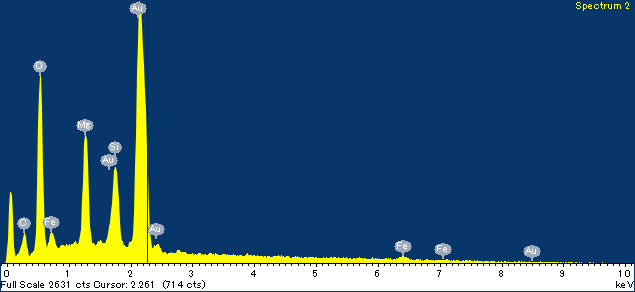 Spectrum 2
Au
O
Mg
Si
Au
C
Fe
Au
Fe
Fe
Au
0 1 2 3 4 5 6 7 8 9 10
Full Scale 2631 cts Cursor: 2.261 (714 cts) keV